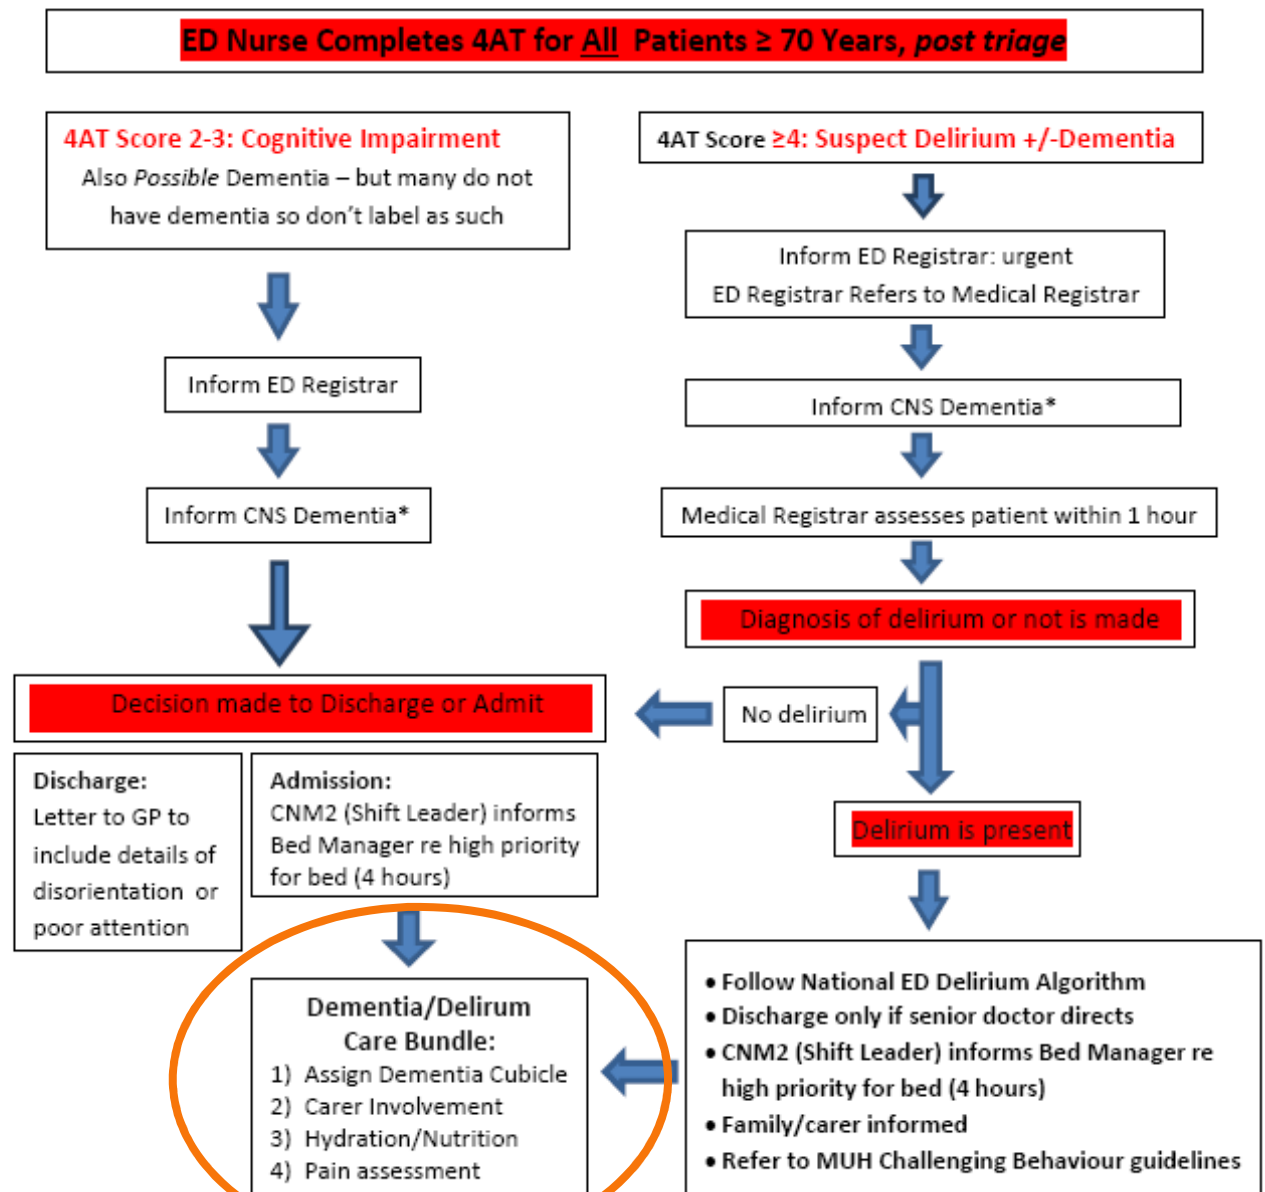 ED Nurse Completes 4AT for All Patients ≥ 70 Years, post triage
4AT Score 2-3: Cognitive Impairment
Also Possible Dementia – but many do not
have dementia so don't label as such
Inform ED Registrar
Inform CNS Dementia*
4AT Score ≥4: Suspect Delirium +/-Dementia
Inform ED Registrar: urgent
ED Registrar Refers to Medical Registrar
Inform CNS Dementia*
Medical Registrar assesses patient within 1 hour
Diagnosis of delirium or not is made
No delirium
Decision made to Discharge or Admit
Discharge:
Letter to GP to
include details of
disorientation or
poor attention
Admission:
CNM2 (Shift Leader) informs
Bed Manager re high priority
for bed (4 hours)
Delirium is present
• Follow National ED Delirium Algorithm
• Discharge only if senior doctor directs
• CNM2 (Shift Leader) informs Bed Manager re
high priority for bed (4 hours)
• Family/carer informed
• Refer to MUH Challenging Behaviour guidelines
Dementia/Delirum
Care Bundle:
1) Assign Dementia Cubicle
2) Carer Involvement
3) Hydration/Nutrition
4) Pain assessment